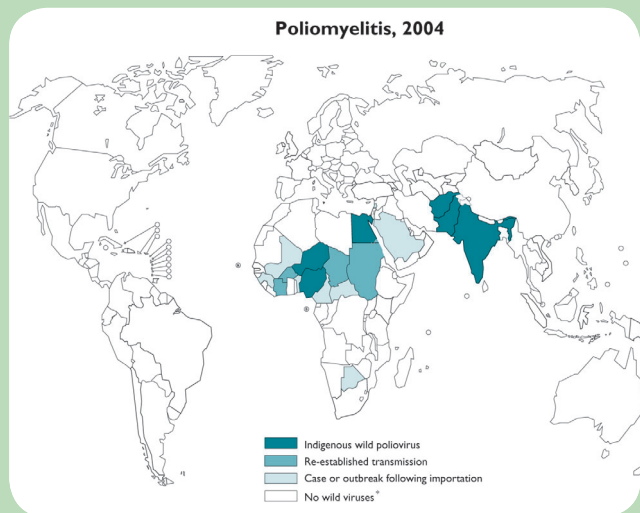 Poliomyelitis, 2004
Indigenous wild poliovirus
Re-established transmission
Case or outbreak following importation
No wild viruses*